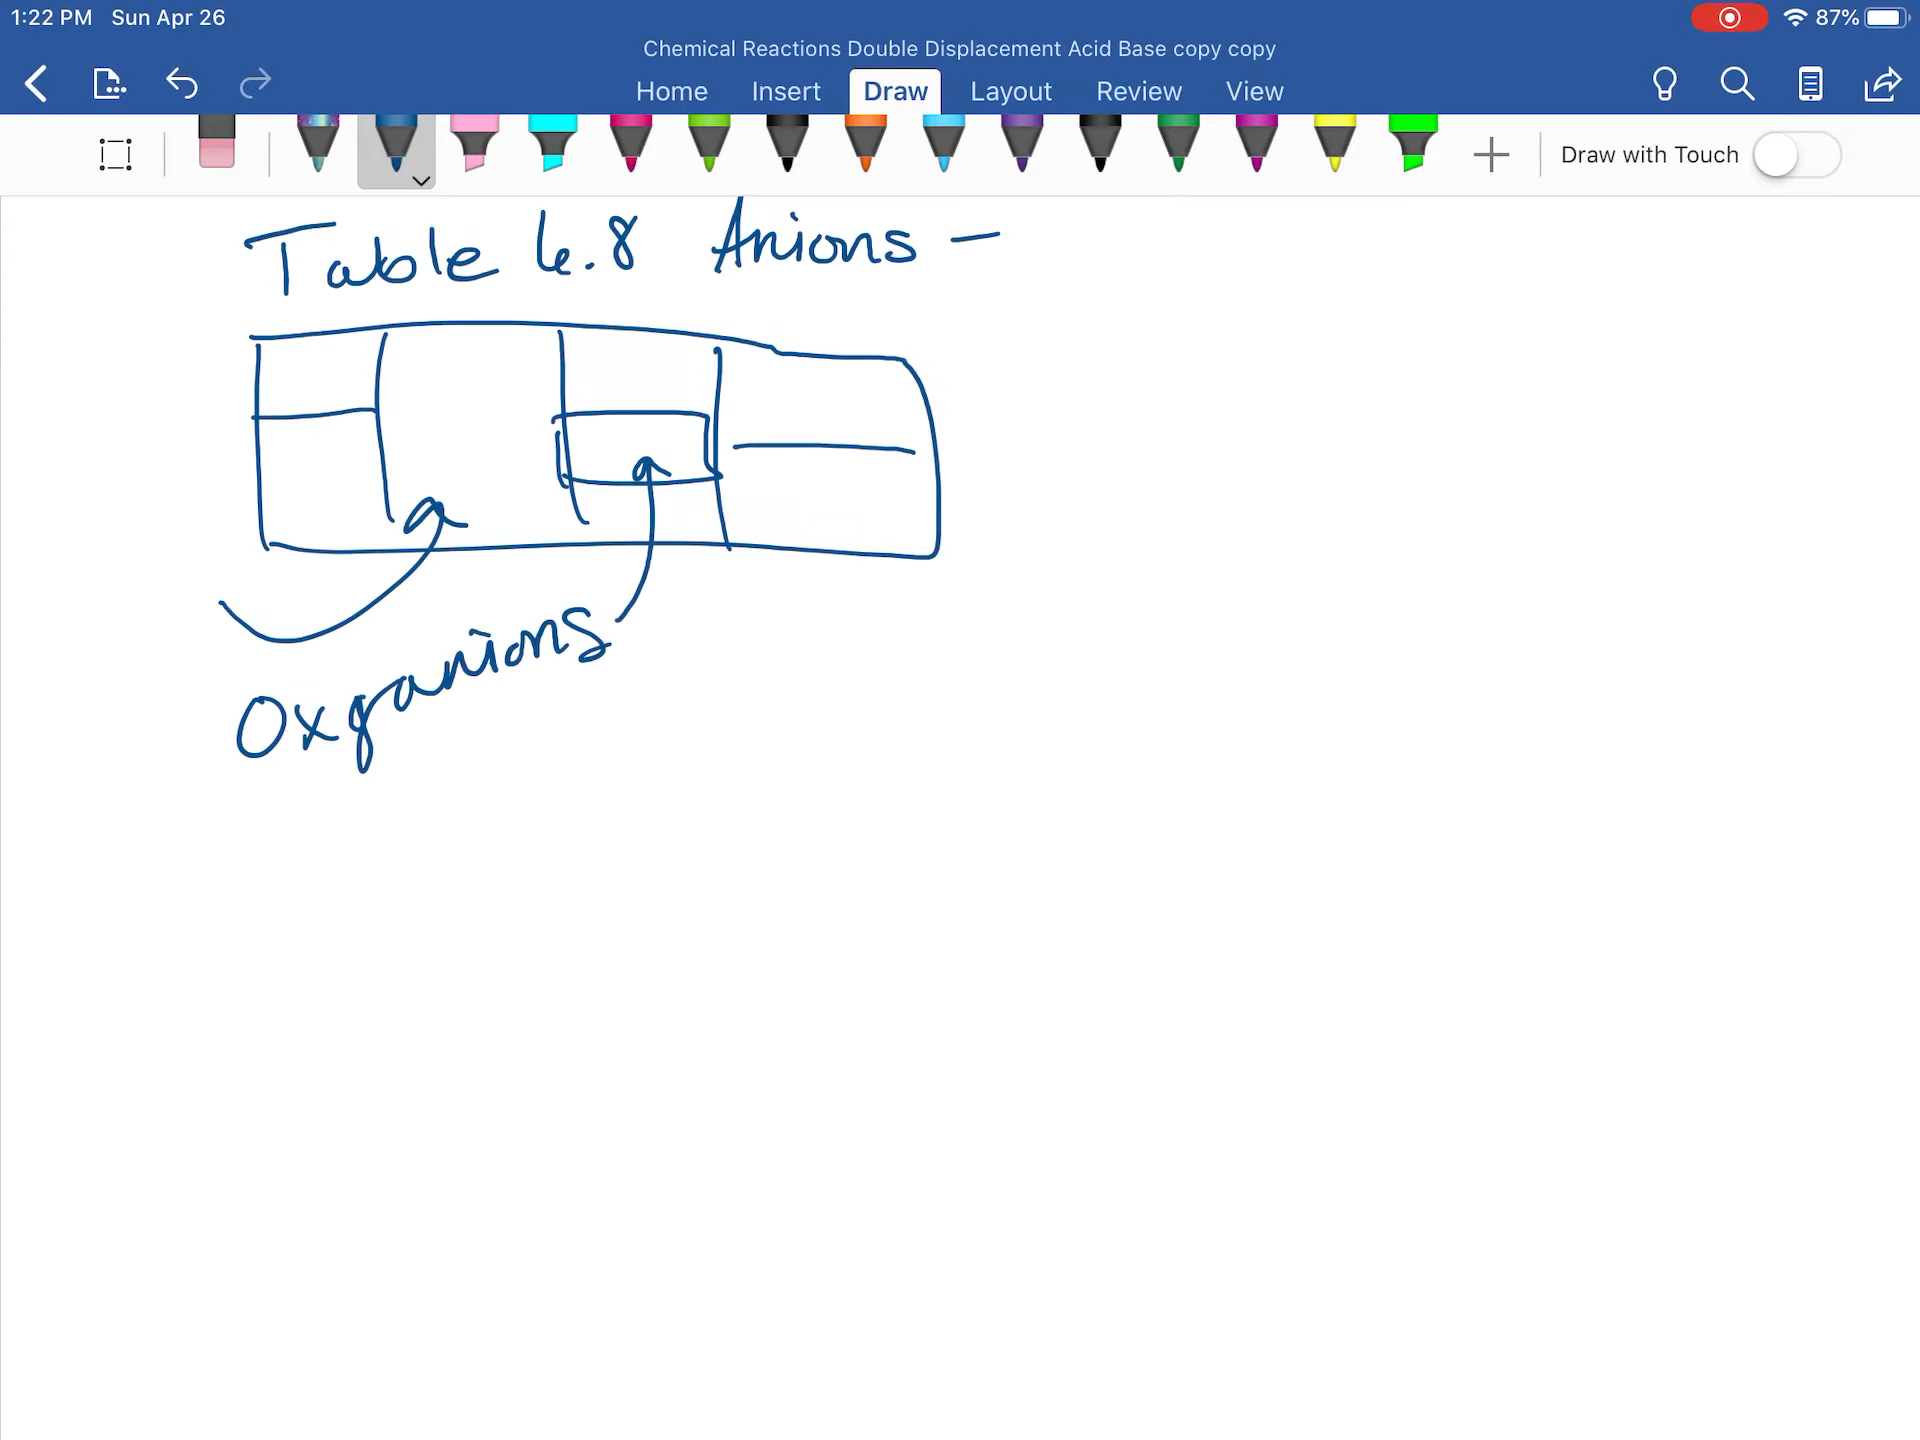 1:22 PM Sun Apr 26 87%
Chemical Reactions Double Displacement Acid Base copy copy
Home Insert Draw Layout Review View
Draw with Touch
Table 6.8 Anions –
Oxyanions